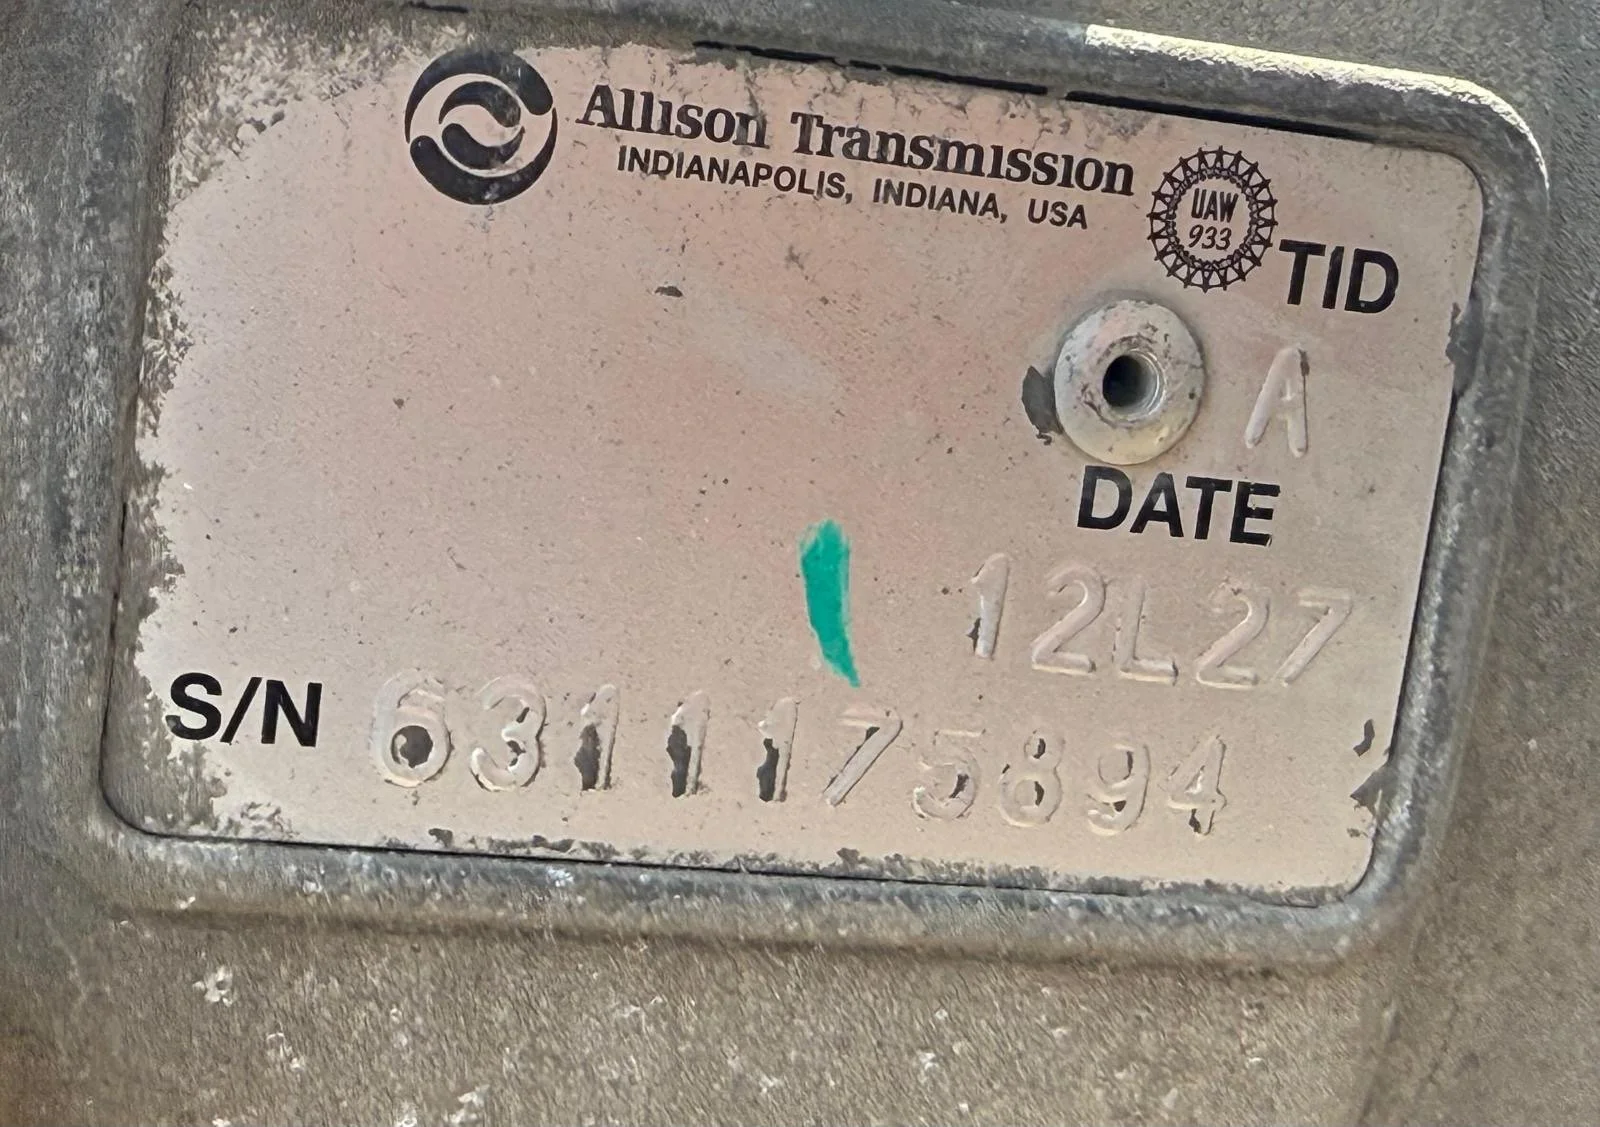 Allison Transmission
INDIANAPOLIS, INDIANA, USA
UAW
933
TID
A
DATE
12L27
S/N 6311175894